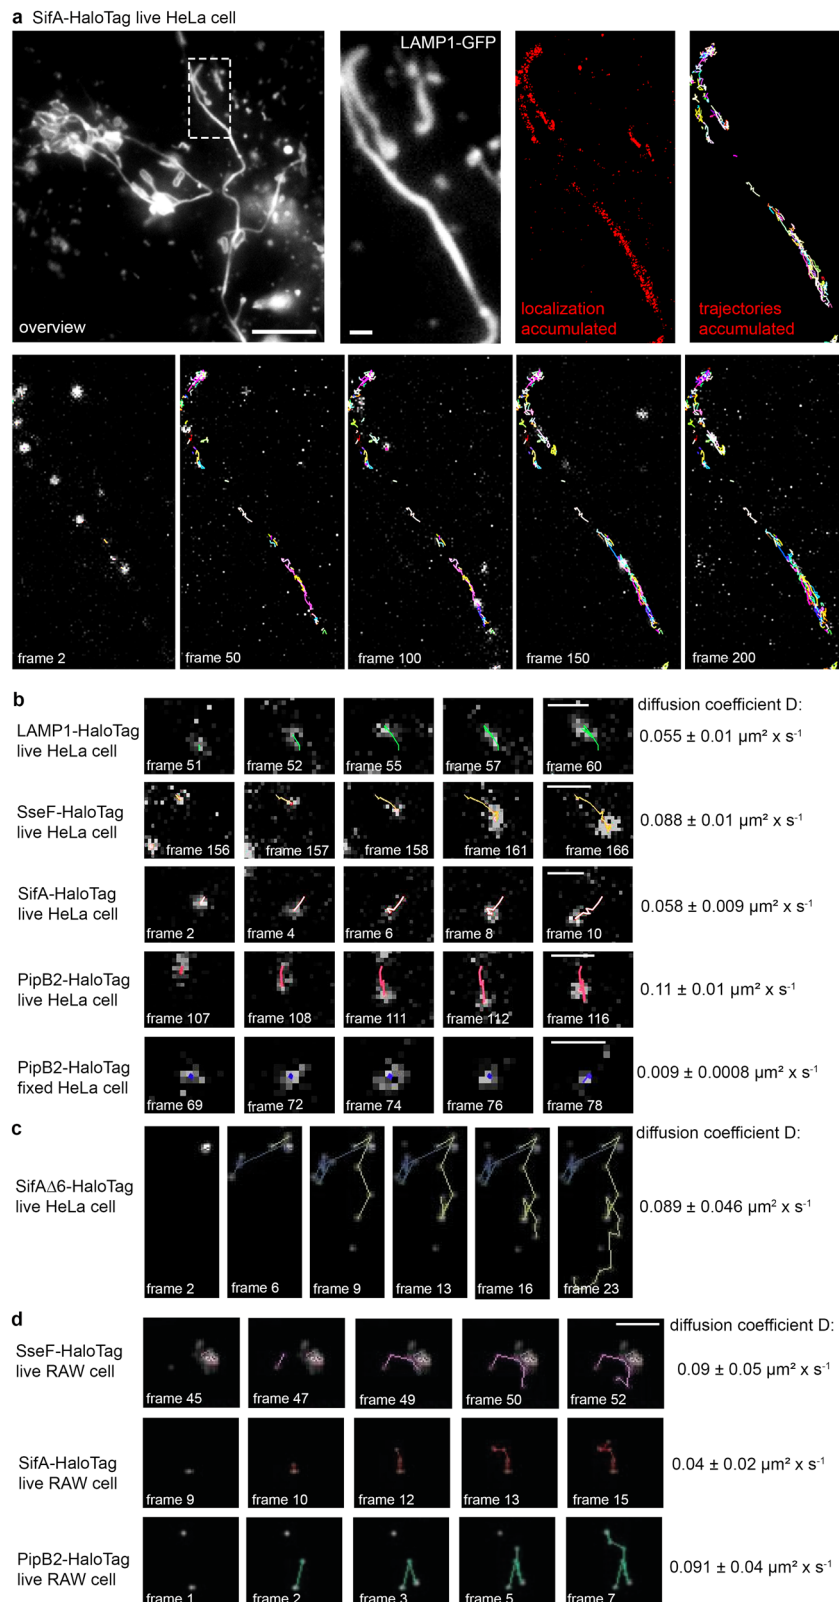 a SifA-HaloTag live HeLa cell
LAMP1-GFP
overview
localization
accumulated
trajectories
accumulated
frame 2
frame 50
frame 100
frame 150
frame 200
b
diffusion coefficient D:
LAMP1-HaloTag
live HeLa cell
frame 51
frame 52
frame 55
frame 57
frame 60
0.055 ± 0.01 µm² x s⁻¹
SseF-HaloTag
live HeLa cell
frame 156
frame 157
frame 158
frame 161
frame 166
0.088 ± 0.01 µm² x s⁻¹
SifA-HaloTag
live HeLa cell
frame 2
frame 4
frame 6
frame 8
frame 10
0.058 ± 0.009 µm² x s⁻¹
PipB2-HaloTag
live HeLa cell
frame 107
frame 108
frame 111
frame 112
frame 116
0.11 ± 0.01 µm² x s⁻¹
PipB2-HaloTag
fixed HeLa cell
frame 69
frame 72
frame 74
frame 76
frame 78
0.009 ± 0.0008 µm² x s⁻¹
c
diffusion coefficient D:
SifAΔ6-HaloTag
live HeLa cell
frame 2
frame 6
frame 9
frame 13
frame 16
frame 23
0.089 ± 0.046 µm² x s⁻¹
d
diffusion coefficient D:
SseF-HaloTag
live RAW cell
frame 45
frame 47
frame 49
frame 50
frame 52
0.09 ± 0.05 µm² x s⁻¹
SifA-HaloTag
live RAW cell
frame 9
frame 10
frame 12
frame 13
frame 15
0.04 ± 0.02 µm² x s⁻¹
PipB2-HaloTag
live RAW cell
frame 1
frame 2
frame 3
frame 5
frame 7
0.091 ± 0.04 µm² x s⁻¹